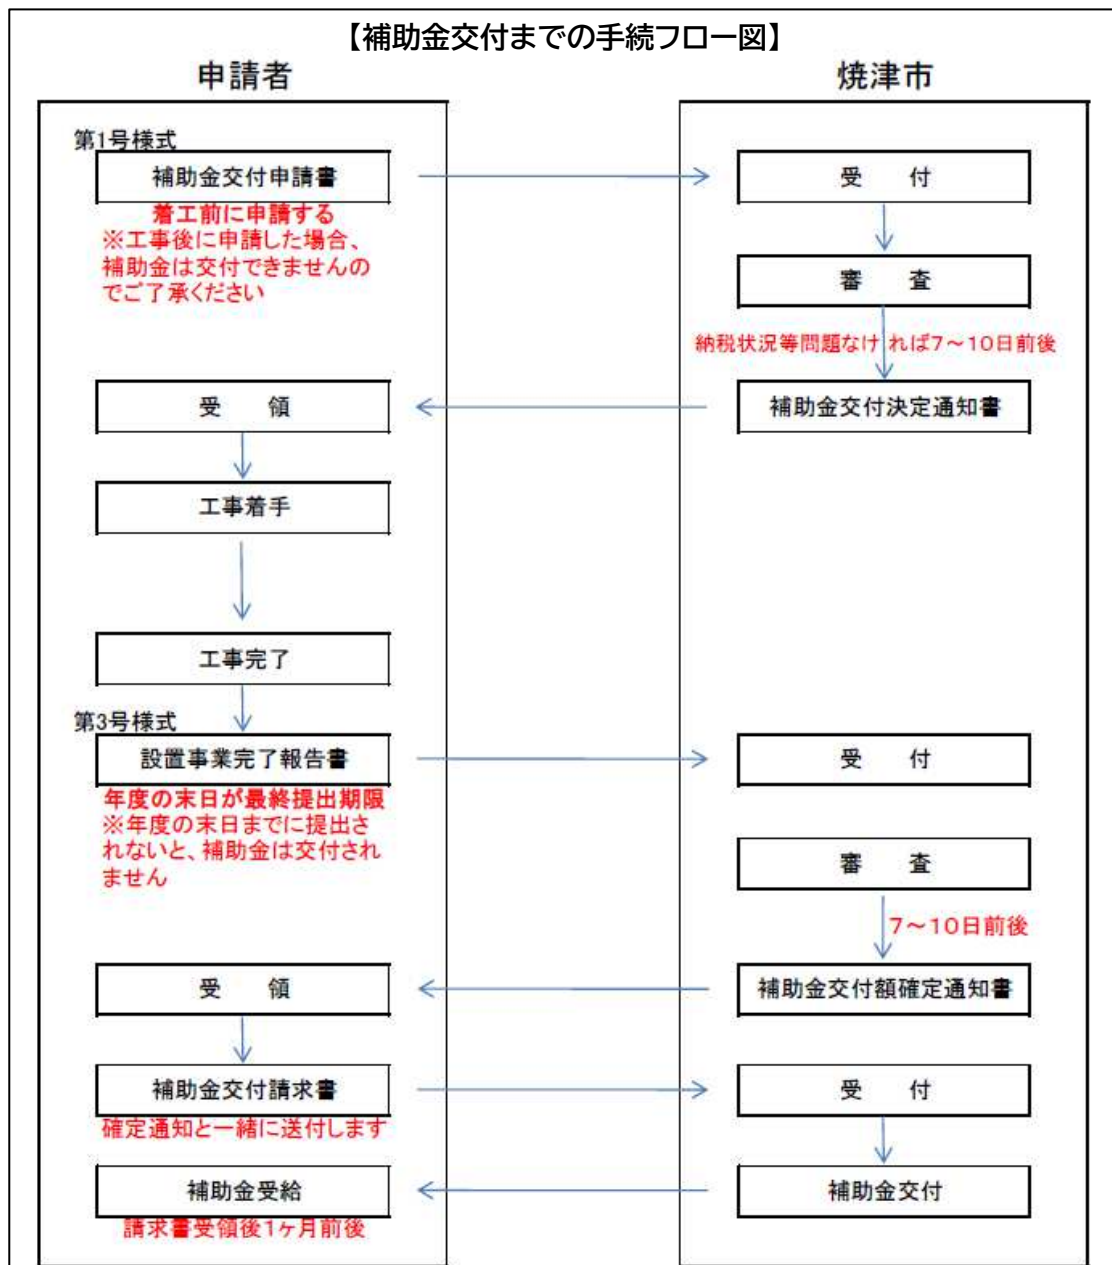 【補助金交付までの手続フロー図】
申請者
焼津市
第1号様式
補助金交付申請書
受　　付
着工前に申請する
※工事後に申請した場合、
補助金は交付できませんの
でご了承ください
審　　査
納税状況等問題なければ7～10日前後
受　　領
補助金交付決定通知書
工事着手
工事完了
第3号様式
設置事業完了報告書
受　　付
年度の末日が最終提出期限
※年度の末日までに提出さ
れないと、補助金は交付され
ません
審　　査
7～10日前後
受　　領
補助金交付額確定通知書
補助金交付請求書
受　　付
確定通知と一緒に送付します
補助金受給
補助金交付
請求書受領後1ヶ月前後